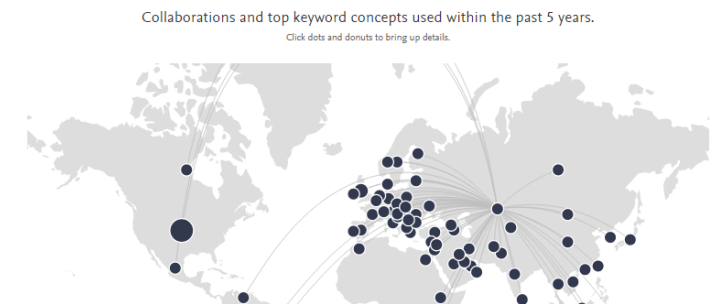 Collaborations and top keyword concepts used within the past 5 years.
Click dots and donuts to bring up details.